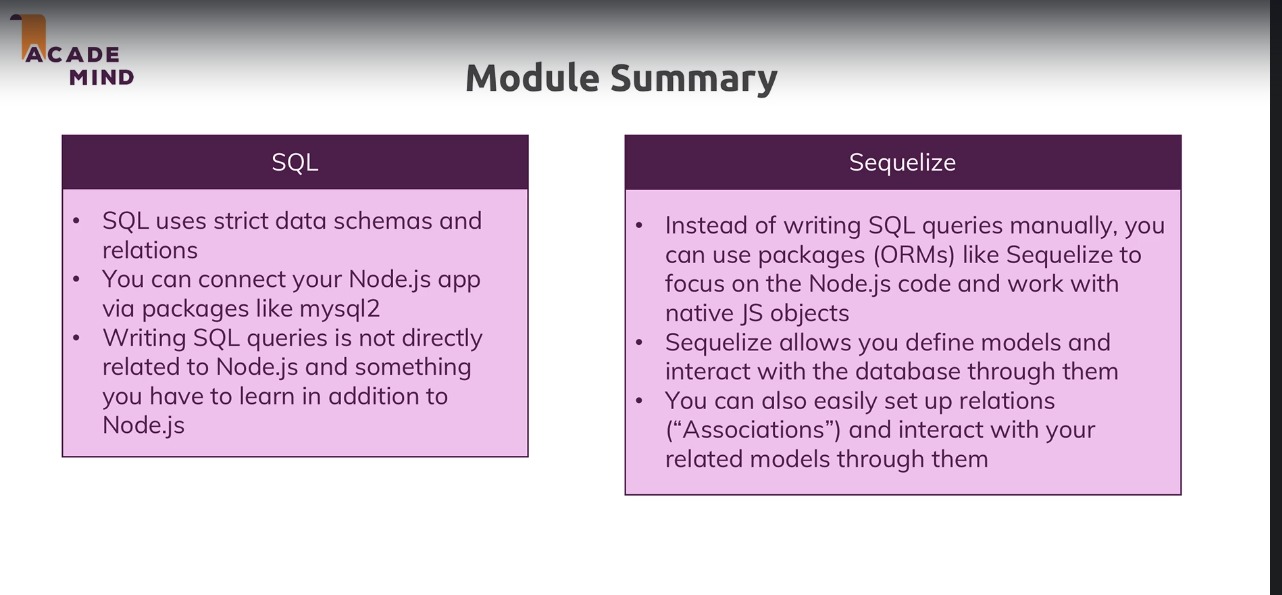 ACADE
MIND
Module Summary
SQL
• SQL uses strict data schemas and
relations
• You can connect your Node.js app
via packages like mysql2
• Writing SQL queries is not directly
related to Node.js and something
you have to learn in addition to
Node.js
Sequelize
• Instead of writing SQL queries manually, you
can use packages (ORMs) like Sequelize to
focus on the Node.js code and work with
native JS objects
• Sequelize allows you define models and
interact with the database through them
• You can also easily set up relations
(“Associations”) and interact with your
related models through them